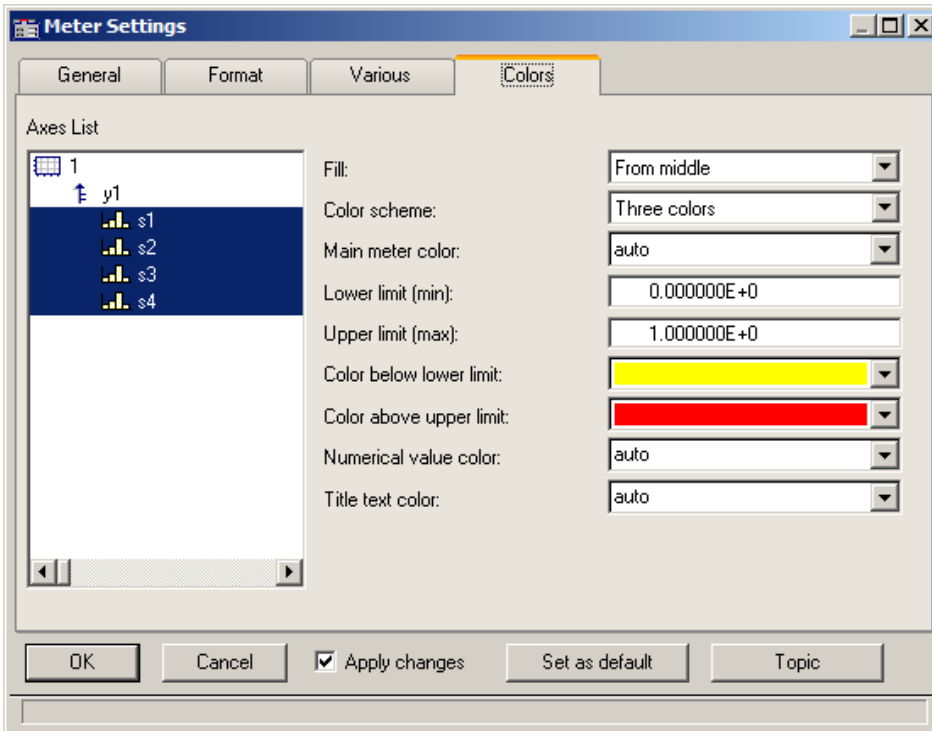 Meter Settings
General Format Various Colors
Axes List
1
y1
s1
s2
s3
s4
Fill: From middle
Color scheme: Three colors
Main meter color: auto
Lower limit (min): 0.000000E+0
Upper limit (max): 1.000000E+0
Color below lower limit:
Color above upper limit:
Numerical value color: auto
Title text color: auto
OK Cancel Apply changes Set as default Topic